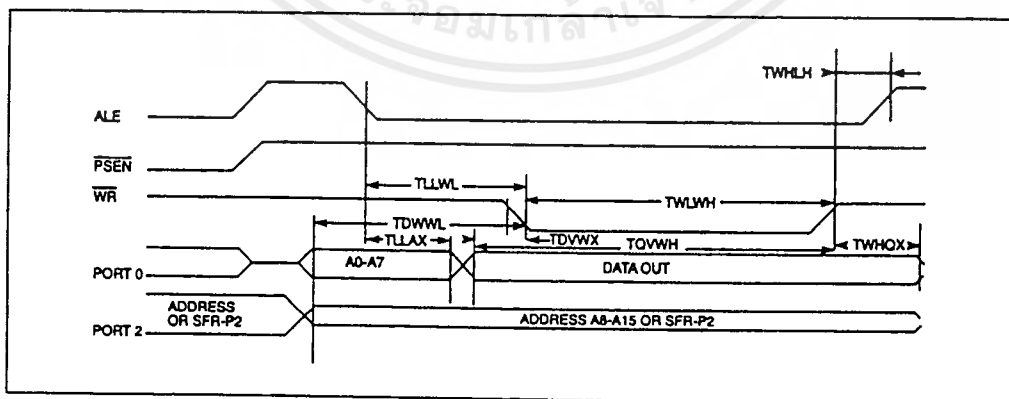 TWHLH
ALE
PSEN
TLLWL
WR
TWLWH
TDWWL
TLLAX
TDVWX
TQVWH
TWHQX
PORT 0
A0-A7
DATA OUT
ADDRESS
OR SFR-P2
PORT 2
ADDRESS A8-A15 OR SFR-P2